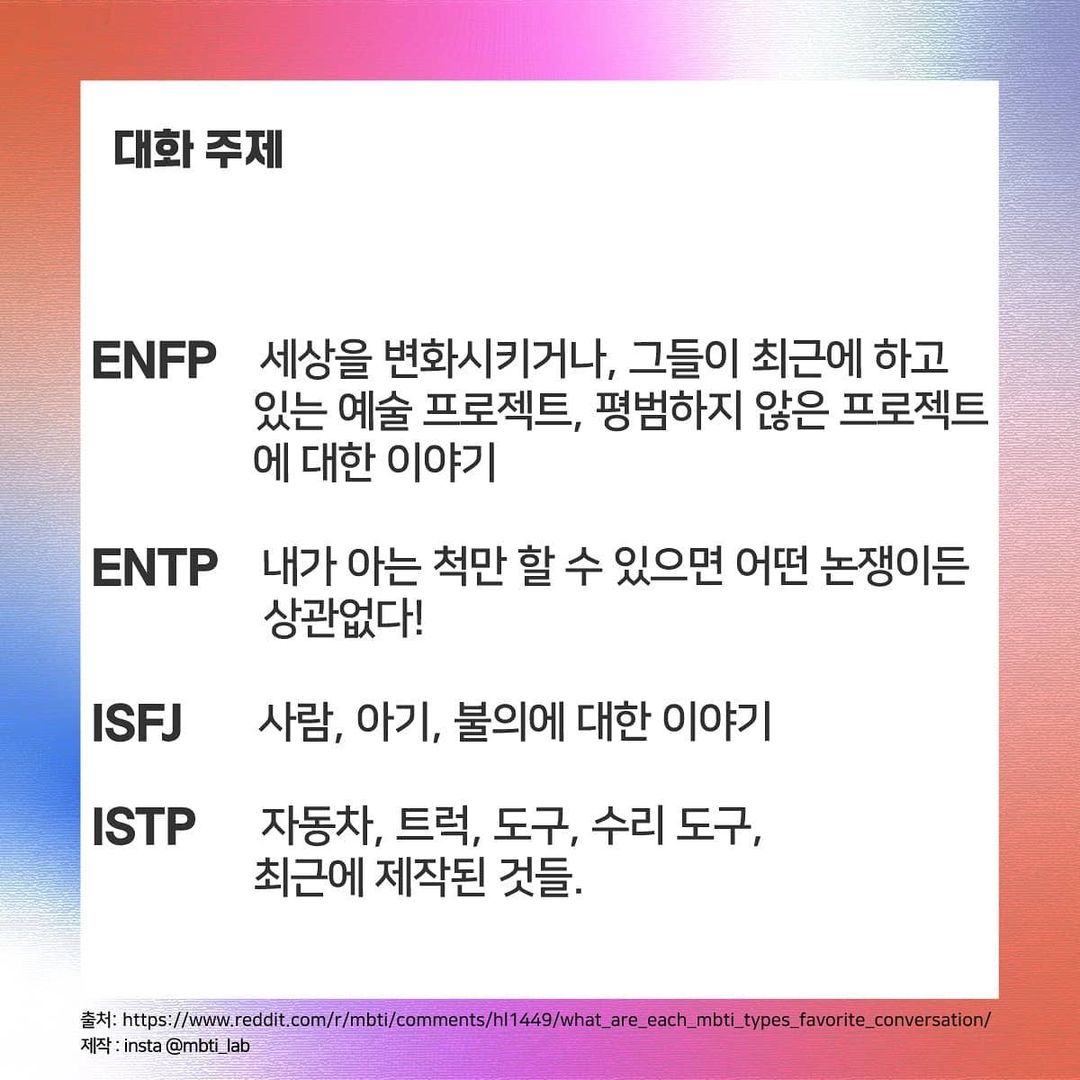 대화 주제
ENFP 세상을 변화시키거나, 그들이 최근에 하고
있는 예술 프로젝트, 평범하지 않은 프로젝트
에 대한 이야기
ENTP 내가 아는 척만 할 수 있으면 어떤 논쟁이든
상관없다!
ISFJ 사람, 아기, 불의에 대한 이야기
ISTP 자동차, 트럭, 도구, 수리 도구,
최근에 제작된 것들.
출처: https://www.reddit.com/r/mbti/comments/hl1449/what_are_each_mbti_types_favorite_conversation/
제작 : insta @mbti_lab